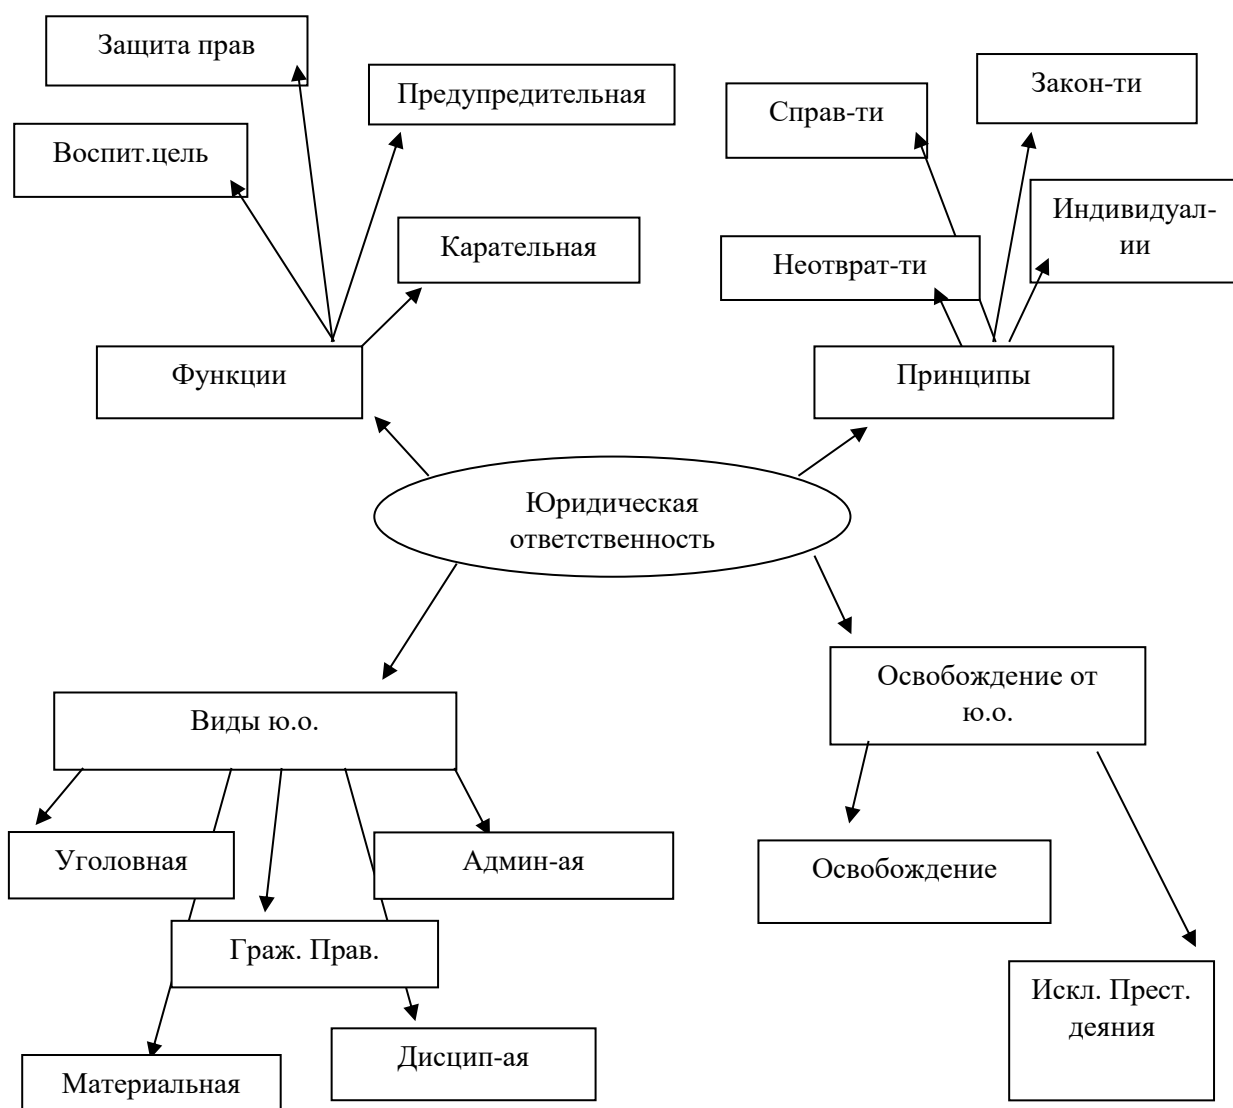 Защита прав
Предупредительная
Воспит.цель
Карательная
Функции
Закон-ти
Справ-ти
Индивидуал-
ии
Неотврат-ти
Принципы
Юридическая
ответственность
Виды ю.о.
Уголовная
Админ-ая
Граж. Прав.
Дисцип-ая
Материальная
Освобождение от
ю.о.
Освобождение
Искл. Прест.
деяния